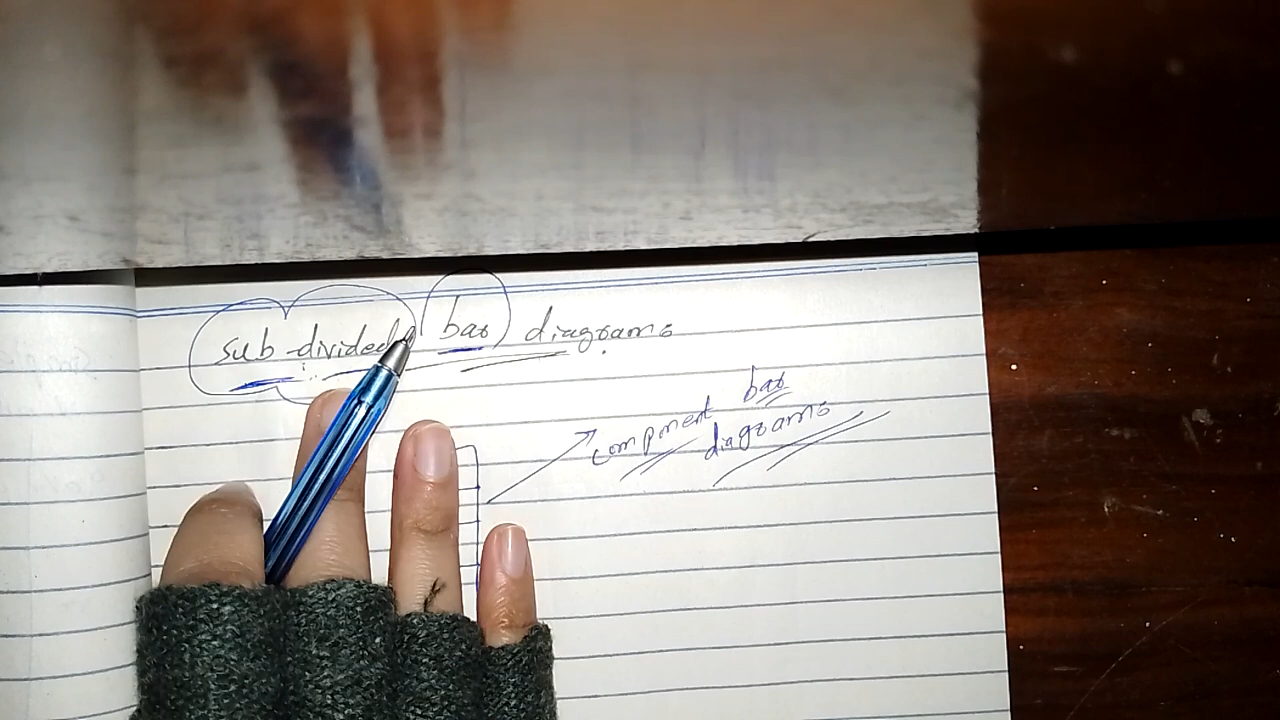 sub-divided bar diagrams
component bar
diagrams